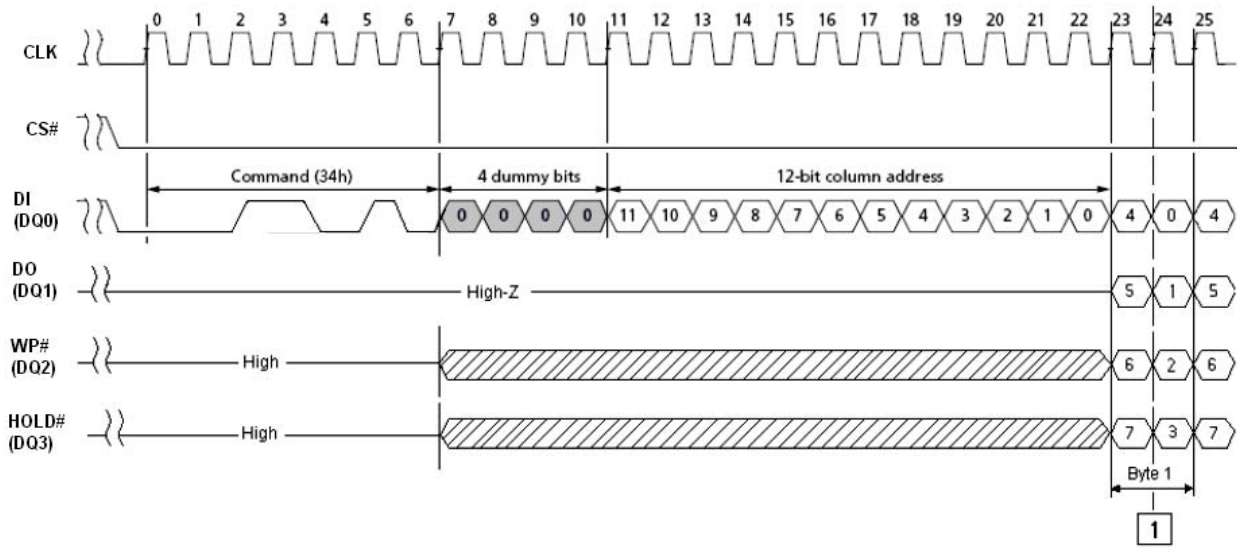 0 1 2 3 4 5 6 7 8 9 10 11 12 13 14 15 16 17 18 19 20 21 22 23 24 25
CLK
CS#
Command (34h) 4 dummy bits 12-bit column address
DI
(DQ0) 0 0 0 0 11 10 9 8 7 6 5 4 3 2 1 0 4 0 4
DO
(DQ1) High-Z 5 1 5
WP#
(DQ2) High 6 2 6
HOLD#
(DQ3) High 7 3 7
Byte 1
1